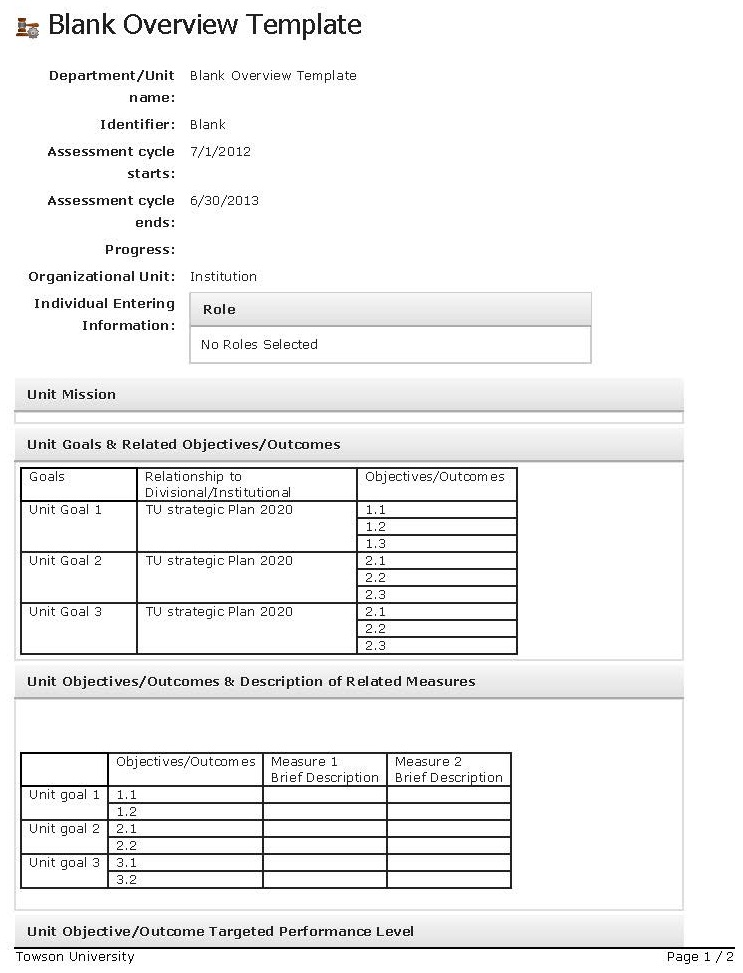 Blank Overview Template
Department/Unit name: Blank Overview Template
Identifier: Blank
Assessment cycle starts: 7/1/2012
Assessment cycle ends: 6/30/2013
Progress:
Organizational Unit: Institution
Individual Entering Information:
Role
No Roles Selected
Unit Mission
Unit Goals & Related Objectives/Outcomes
Goals Relationship to Divisional/Institutional Objectives/Outcomes
Unit Goal 1 TU strategic Plan 2020 1.1
1.2
1.3
Unit Goal 2 TU strategic Plan 2020 2.1
2.2
2.3
Unit Goal 3 TU strategic Plan 2020 2.1
2.2
2.3
Unit Objectives/Outcomes & Description of Related Measures
Objectives/Outcomes Measure 1 Brief Description Measure 2 Brief Description
Unit goal 1 1.1
1.2
Unit goal 2 2.1
2.2
Unit goal 3 3.1
3.2
Unit Objective/Outcome Targeted Performance Level
Towson University Page 1 / 2